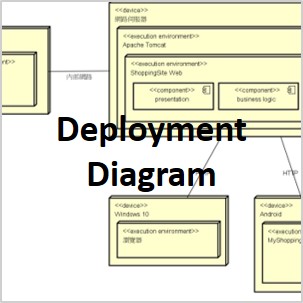 <<device>>
網路伺服器
<<execution environment>>
Apache Tomcat
<<execution environment>>
ShoppingSite Web
<<component>>
presentation
<<component>>
business logic
內部網路
Deployment
Diagram
HTTP
<<device>>
Windows 10
<<execution environment>>
瀏覽器
<<device>>
Android
<<execution
MyShopping